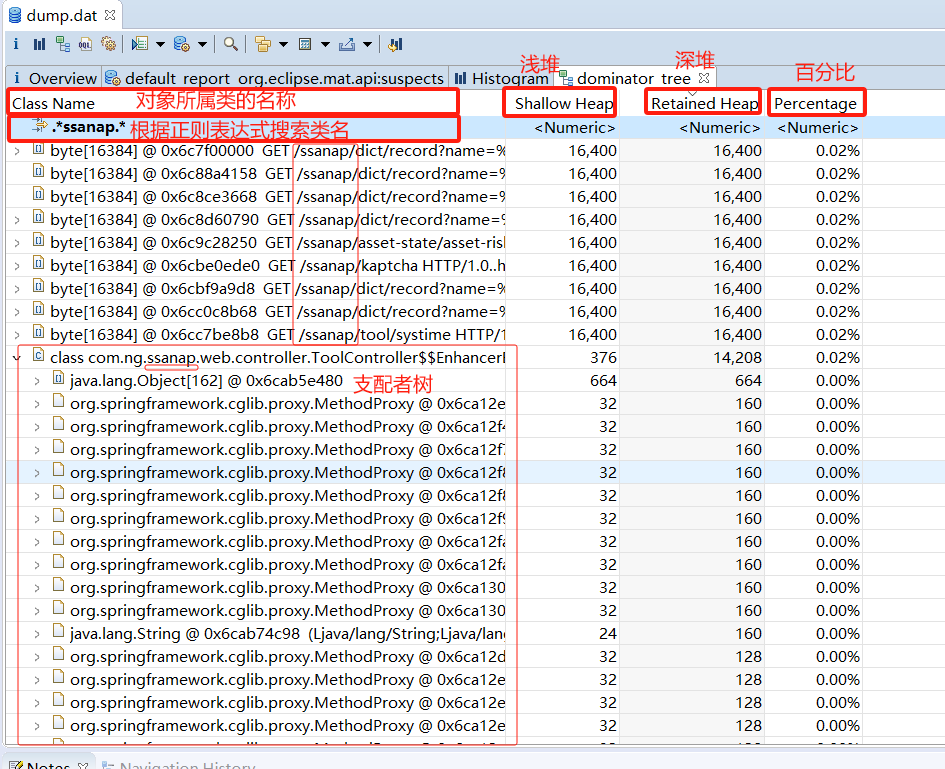 dump.dat
Overview default_report org.eclipse.mat.api:suspects Histogram dominator_tree
浅堆 深堆 百分比
Class Name 对象所属类的名称 Shallow Heap Retained Heap Percentage
.*ssanap.* 根据正则表达式搜索类名 <Numeric> <Numeric> <Numeric>
byte[16384] @ 0x6c7f00000 GET /ssanap/dict/record?name=% 16,400 16,400 0.02%
byte[16384] @ 0x6c88a4158 GET /ssanap/dict/record?name=% 16,400 16,400 0.02%
byte[16384] @ 0x6c8ce3668 GET /ssanap/dict/record?name=% 16,400 16,400 0.02%
byte[16384] @ 0x6c8d60790 GET /ssanap/dict/record?name=% 16,400 16,400 0.02%
byte[16384] @ 0x6c9c28250 GET /ssanap/asset-state/asset-ris 16,400 16,400 0.02%
byte[16384] @ 0x6cbe0ede0 GET /ssanap/kaptcha HTTP/1.0..h 16,400 16,400 0.02%
byte[16384] @ 0x6cbf9a9d8 GET /ssanap/dict/record?name=% 16,400 16,400 0.02%
byte[16384] @ 0x6cc0c8b68 GET /ssanap/dict/record?name=% 16,400 16,400 0.02%
byte[16384] @ 0x6cc7be8b8 GET /ssanap/tool/systime HTTP/1 16,400 16,400 0.02%
class com.ng.ssanap.web.controller.ToolController$$Enhancer 376 14,208 0.02%
java.lang.Object[162] @ 0x6cab5e480 支配者树 664 664 0.00%
org.springframework.cglib.proxy.MethodProxy @ 0x6ca12e 32 160 0.00%
org.springframework.cglib.proxy.MethodProxy @ 0x6ca12f4 32 160 0.00%
org.springframework.cglib.proxy.MethodProxy @ 0x6ca12f 32 160 0.00%
org.springframework.cglib.proxy.MethodProxy @ 0x6ca12f8 32 160 0.00%
org.springframework.cglib.proxy.MethodProxy @ 0x6ca12f8 32 160 0.00%
org.springframework.cglib.proxy.MethodProxy @ 0x6ca12f9 32 160 0.00%
org.springframework.cglib.proxy.MethodProxy @ 0x6ca12fa 32 160 0.00%
org.springframework.cglib.proxy.MethodProxy @ 0x6ca12fa 32 160 0.00%
org.springframework.cglib.proxy.MethodProxy @ 0x6ca130 32 160 0.00%
org.springframework.cglib.proxy.MethodProxy @ 0x6ca130 32 160 0.00%
java.lang.String @ 0x6cab74c98 (Ljava/lang/String;Ljava/lang 24 160 0.00%
org.springframework.cglib.proxy.MethodProxy @ 0x6ca12d 32 128 0.00%
org.springframework.cglib.proxy.MethodProxy @ 0x6ca12e 32 128 0.00%
org.springframework.cglib.proxy.MethodProxy @ 0x6ca12e 32 128 0.00%
org.springframework.cglib.proxy.MethodProxy @ 0x6ca12e 32 128 0.00%
Notes Navigation History